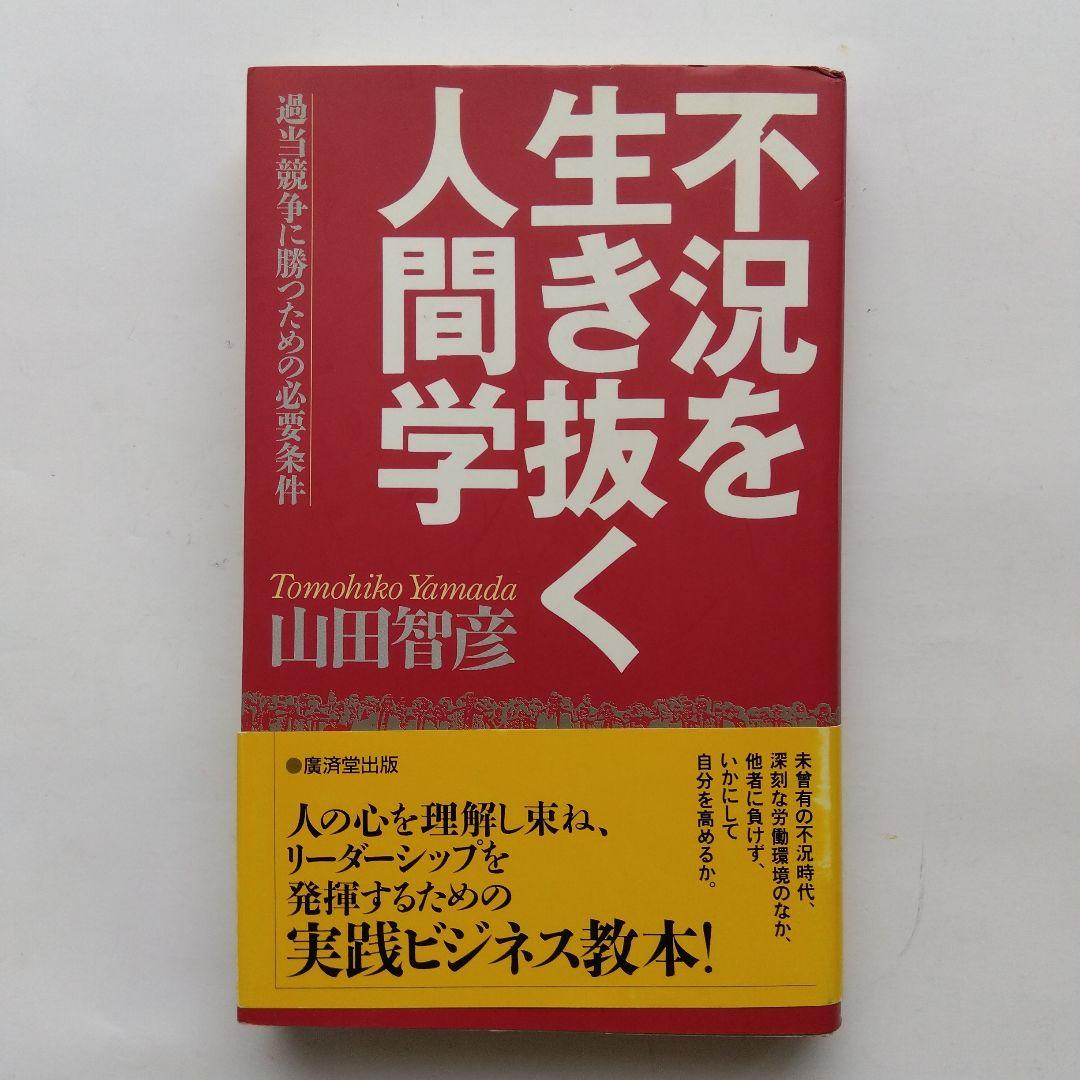 不況を
生き抜く
人間学
過当競争に勝つための必要条件
Tomohiko Yamada
山田智彦
未曾有の不況時代、
深刻な労働環境のなか、
他者に負けず、
いかにして
自分を高めるか。
●廣済堂出版
人の心を理解し束ね、
リーダーシップを
発揮するための
実践ビジネス教本!